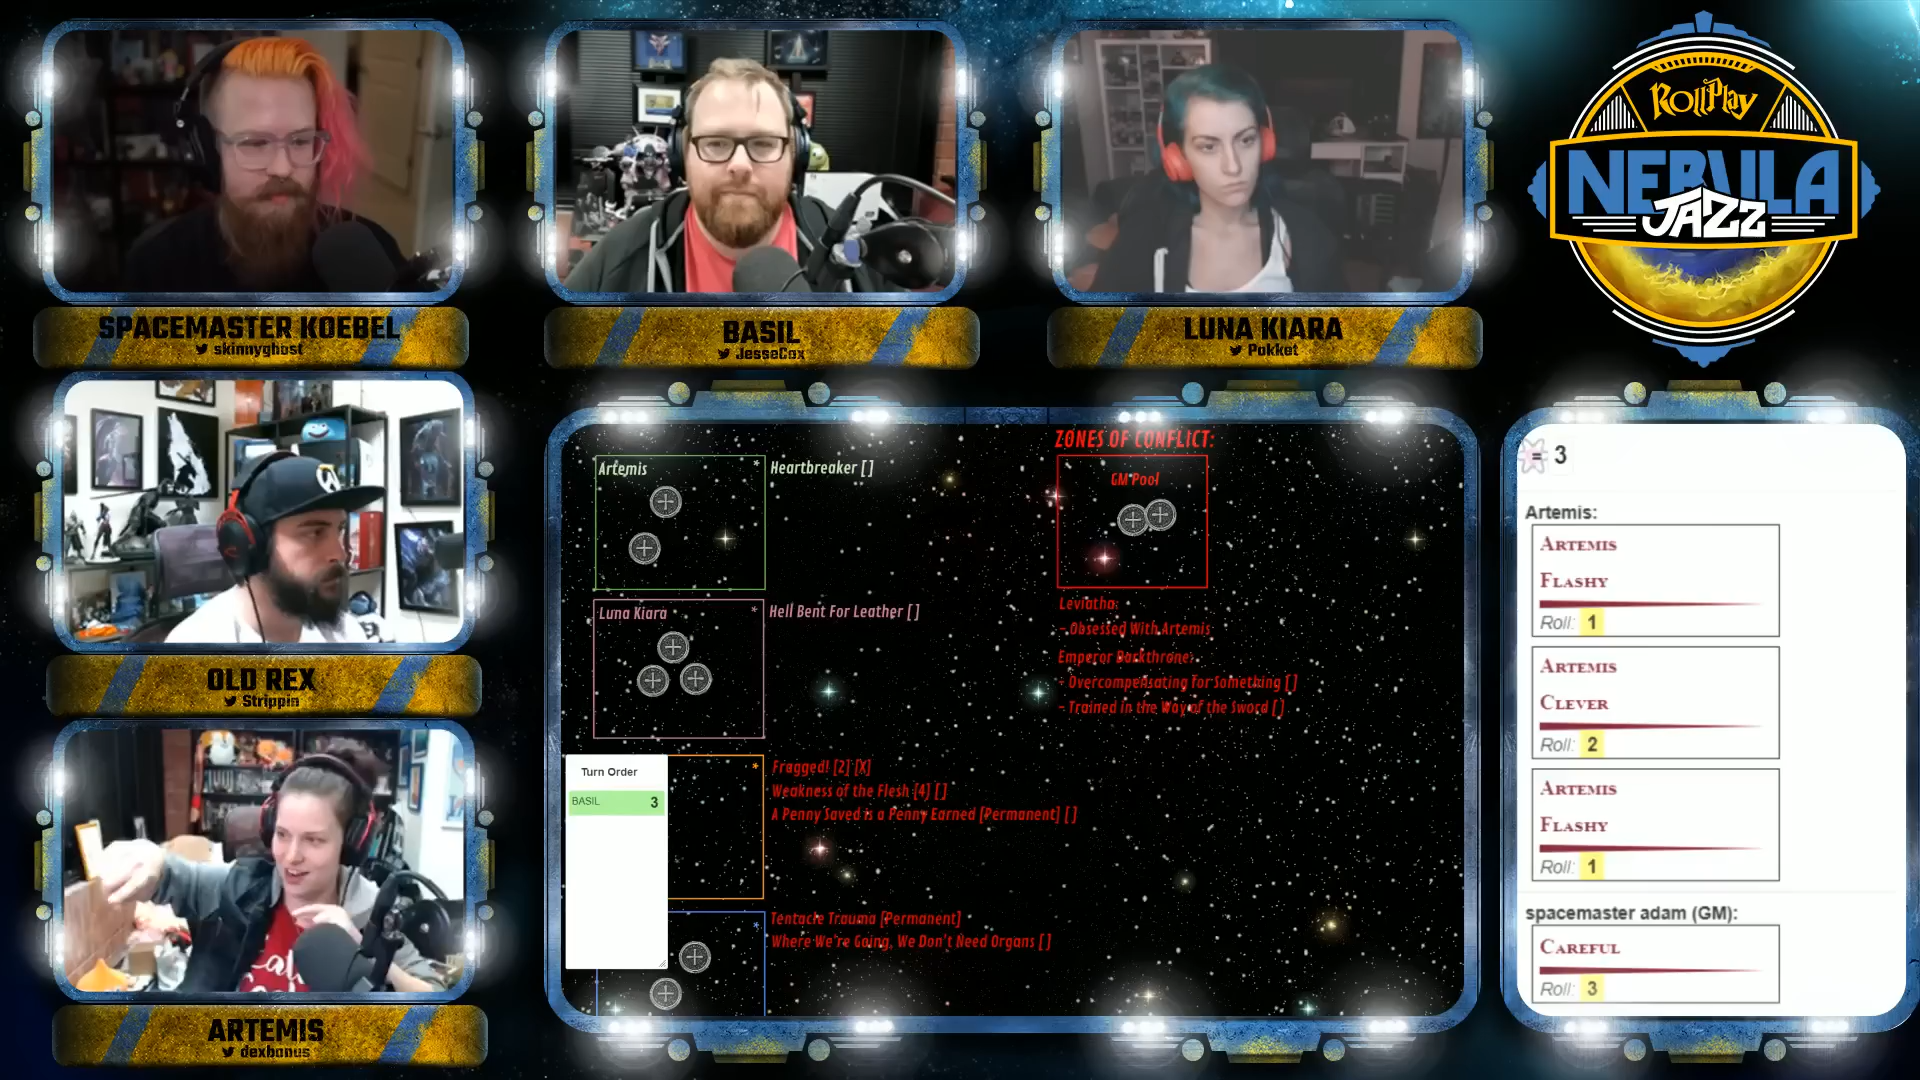 SPACEMASTER KOEBEL
skinnyghost
BASIL
JesseCox
LUNA KIARA
Pokket
ROLLPLAY
NEBULA
JAZZ
OLD REX
Strippin
ARTEMIS
dexbonus
Artemis *
Heartbreaker []
Luna Kiara *
Hell Bent For Leather []
Turn Order
BASIL 3
*
Fragged! [2] [X]
Weakness of the Flesh [4] []
A Penny Saved is a Penny Earned [Permanent] []
*
Tentacle Trauma [Permanent]
Where We're Going, We Don't Need Organs []
ZONES OF CONFLICT:
GM Pool
Leviatha:
- Obsessed With Artemis
Emperor Darkthrone:
- Overcompensating For Something []
- Trained in the Way of the Sword []
= 3
Artemis:
ARTEMIS
FLASHY
Roll: 1
ARTEMIS
CLEVER
Roll: 2
ARTEMIS
FLASHY
Roll: 1
spacemaster adam (GM):
CAREFUL
Roll: 3